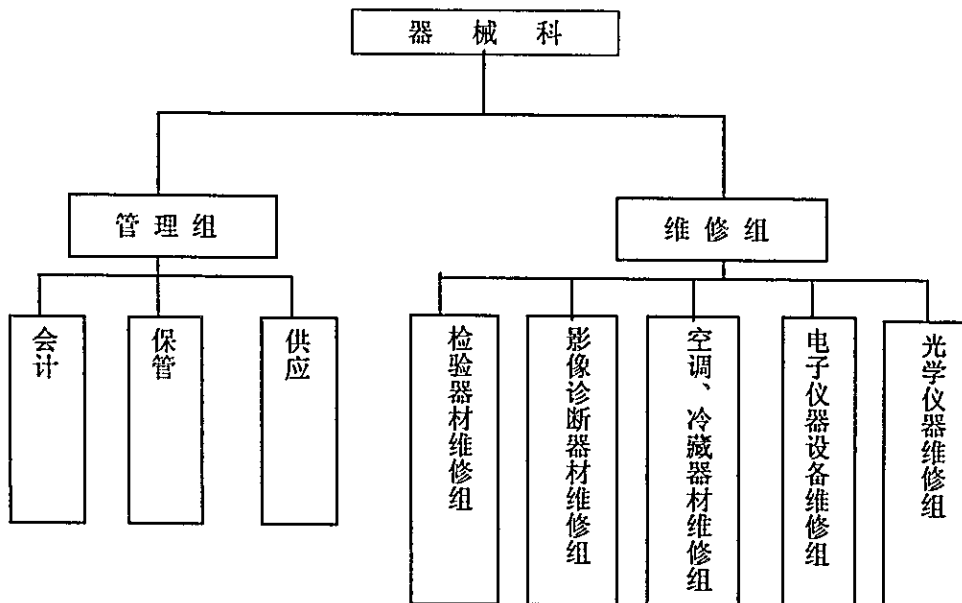 器械科
管理组
维修组
会计
保管
供应
检验器材维修组
影像诊断器材维修组
空调、冷藏器材维修组
电子仪器设备维修组
光学仪器维修组